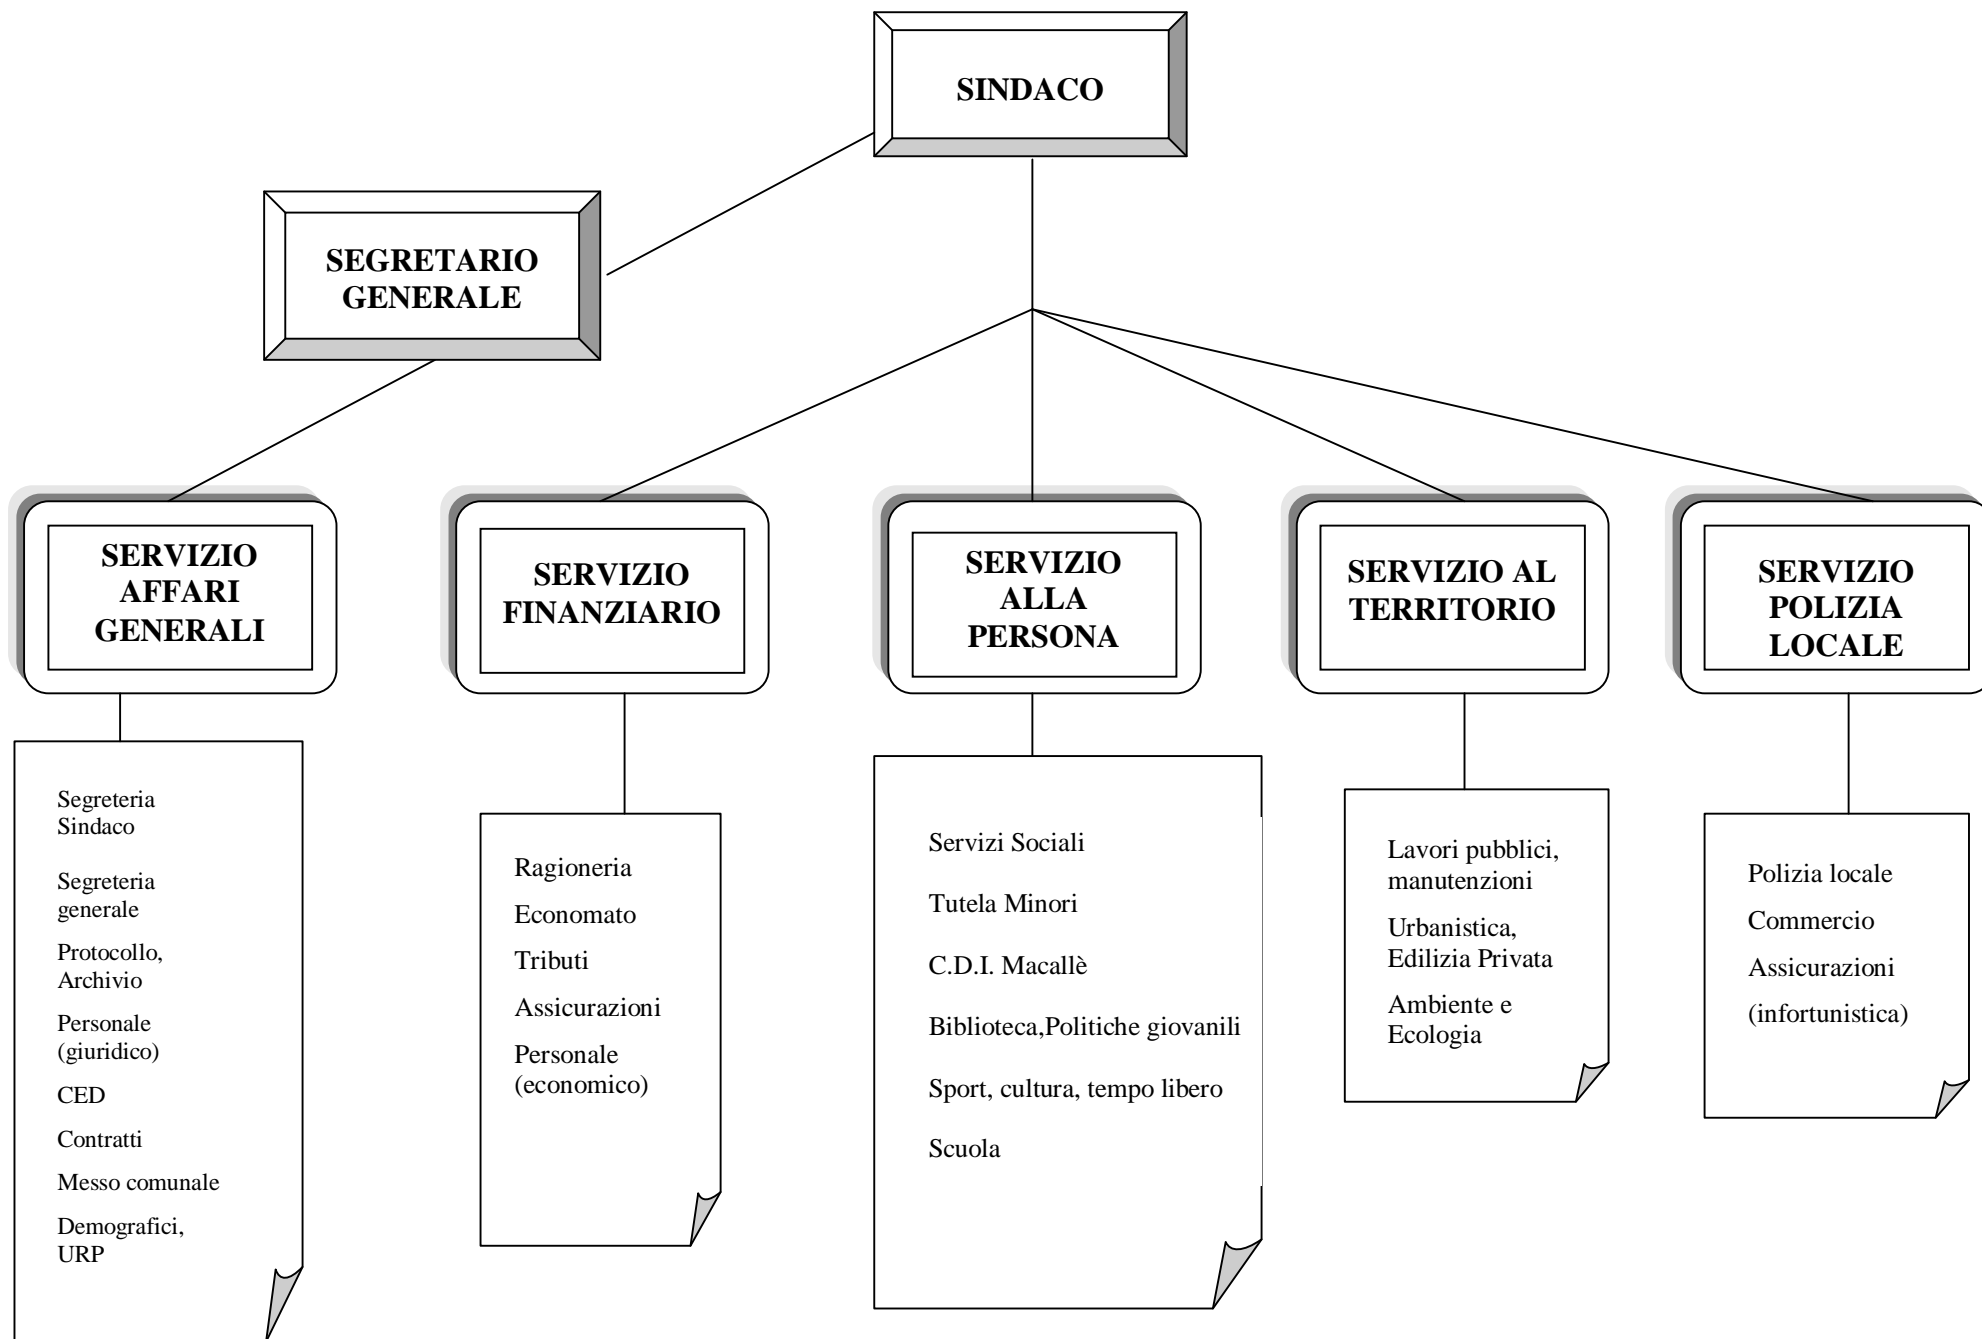 SINDACO
SEGRETARIO
GENERALE
SERVIZIO
AFFARI
GENERALI
SERVIZIO
FINANZIARIO
SERVIZIO
ALLA
PERSONA
SERVIZIO AL
TERRITORIO
SERVIZIO
POLIZIA
LOCALE
Segreteria
Sindaco
Segreteria
generale
Protocollo,
Archivio
Personale
(giuridico)
CED
Contratti
Messo comunale
Demografici,
URP
Ragioneria
Economato
Tributi
Assicurazioni
Personale
(economico)
Servizi Sociali
Tutela Minori
C.D.I. Macallè
Biblioteca,Politiche giovanili
Sport, cultura, tempo libero
Scuola
Lavori pubblici,
manutenzioni
Urbanistica,
Edilizia Privata
Ambiente e
Ecologia
Polizia locale
Commercio
Assicurazioni
(infortunistica)